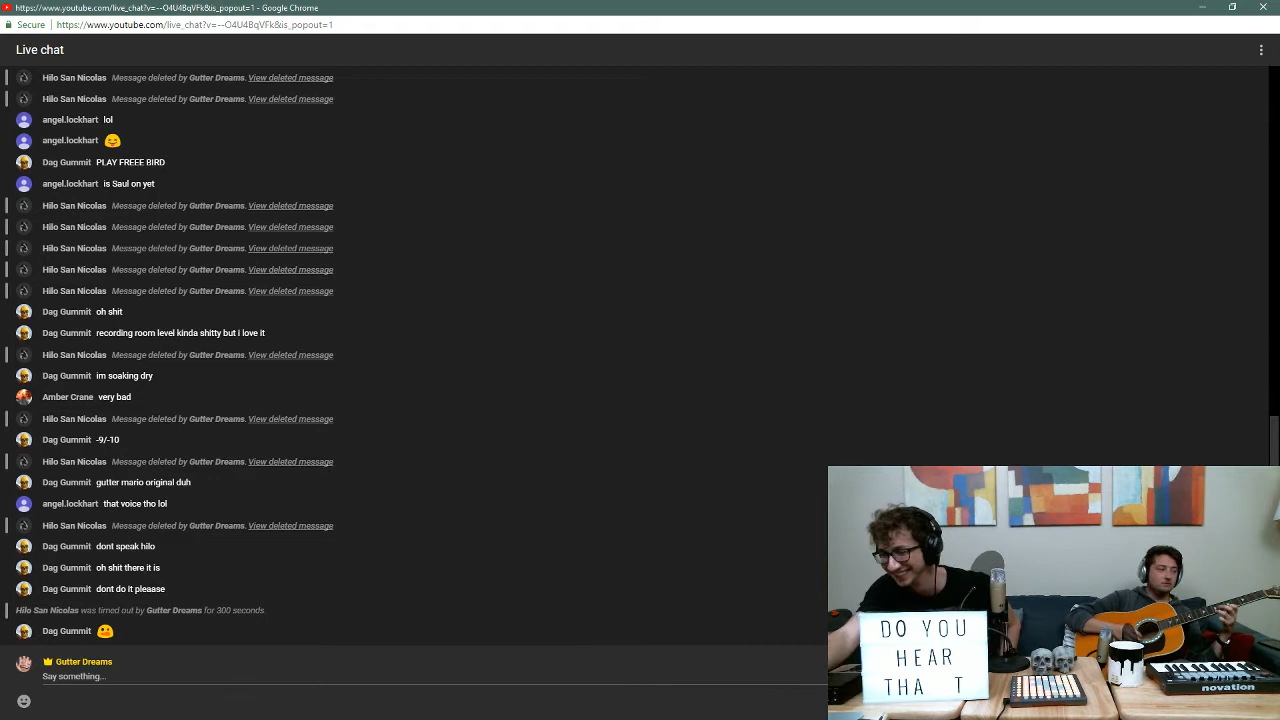 https://www.youtube.com/live_chat?v=--O4U4BqVFk&is_popout=1 - Google Chrome
Secure https://www.youtube.com/live_chat?v=--O4U4BqVFk&is_popout=1
Live chat
Hilo San Nicolas Message deleted by Gutter Dreams. View deleted message
Hilo San Nicolas Message deleted by Gutter Dreams. View deleted message
angel.lockhart lol
angel.lockhart
Dag Gummit PLAY FREEE BIRD
angel.lockhart is Saul on yet
Hilo San Nicolas Message deleted by Gutter Dreams. View deleted message
Hilo San Nicolas Message deleted by Gutter Dreams. View deleted message
Hilo San Nicolas Message deleted by Gutter Dreams. View deleted message
Hilo San Nicolas Message deleted by Gutter Dreams. View deleted message
Hilo San Nicolas Message deleted by Gutter Dreams. View deleted message
Dag Gummit oh shit
Dag Gummit recording room level kinda shitty but i love it
Hilo San Nicolas Message deleted by Gutter Dreams. View deleted message
Dag Gummit im soaking dry
Amber Crane very bad
Hilo San Nicolas Message deleted by Gutter Dreams. View deleted message
Dag Gummit -9/-10
Hilo San Nicolas Message deleted by Gutter Dreams. View deleted message
Dag Gummit gutter mario original duh
angel.lockhart that voice tho lol
Hilo San Nicolas Message deleted by Gutter Dreams. View deleted message
Dag Gummit dont speak hilo
Dag Gummit oh shit there it is
Dag Gummit dont do it pleaase
Hilo San Nicolas was timed out by Gutter Dreams for 300 seconds.
Dag Gummit
Gutter Dreams
Say something...
DO YOU
HEAR
THA T
novation